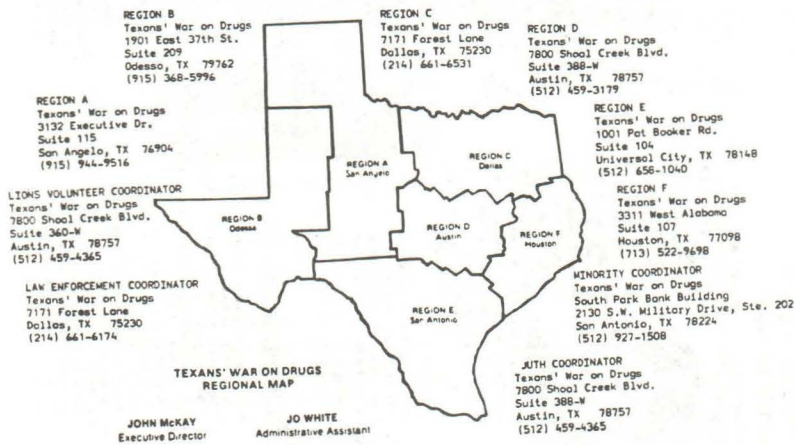 REGION B
Texans' War on Drugs
1901 East 37th St.
Suite 209
Odessa, TX 79762
(915) 368-5996
REGION C
Texans' War on Drugs
7171 Forest Lane
Dallas, TX 75230
(214) 661-6531
REGION D
Texans' War on Drugs
7800 Shoal Creek Blvd.
Suite 388-W
Austin, TX 78757
(512) 459-3179
REGION A
Texans' War on Drugs
3132 Executive Dr.
Suite 115
San Angelo, TX 76904
(915) 944-9516
REGION E
Texans' War on Drugs
1001 Pat Booker Rd.
Suite 104
Universal City, TX 78148
(512) 658-1040
LIONS VOLUNTEER COORDINATOR
Texans' War on Drugs
7800 Shoal Creek Blvd.
Suite 360-W
Austin, TX 78757
(512) 459-4365
REGION F
Texans' War on Drugs
3311 West Alabama
Suite 107
Houston, TX 77098
(713) 522-9698
LAW ENFORCEMENT COORDINATOR
Texans' War on Drugs
7171 Forest Lane
Dallas, TX 75230
(214) 661-6174
MINORITY COORDINATOR
Texans' War on Drugs
South Park Bank Building
2130 S.W. Military Drive, Ste. 202
San Antonio, TX 78224
(512) 927-1508
JUTH COORDINATOR
Texans' War on Drugs
7800 Shoal Creek Blvd.
Suite 388-W
Austin, TX 78757
(512) 459-4365
REGION A
San Angelo
REGION C
Dallas
REGION B
Odessa
REGION D
Austin
REGION F
Houston
REGION E
San Antonio
TEXANS' WAR ON DRUGS
REGIONAL MAP
JOHN McKAY
Executive Director
JO WHITE
Administrative Assistant